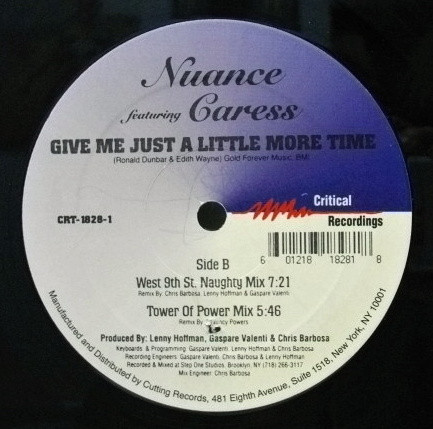 Nuance
featuring Caress
GIVE ME JUST A LITTLE MORE TIME
(Ronald Dunbar & Edith Wayne) Gold Forever Music, BMI
CRT-1828-1
Critical
Recordings
6 01218 18281 8
Side B
West 9th St. Naughty Mix 7:21
Remix By: Chris Barbosa, Lenny Hoffman & Gaspare Valenti
Tower Of Power Mix 5:46
Remix By Powers
Produced By: Lenny Hoffman, Gaspare Valenti & Chris Barbosa
Keyboards & Programming: Gaspare Valenti, Lenny Hoffman & Chris Barbosa
Recording Engineers: Gaspare Valenti, Chris Barbosa & Lenny Hoffman
Recorded & Mixed at Step One Studios, Brooklyn, NY (718) 266-3117
Mix Engineer: Chris Barbosa
Manufactured and Distributed by Cutting Records, 481 Eighth Avenue, Suite 1518, New York, NY 10001